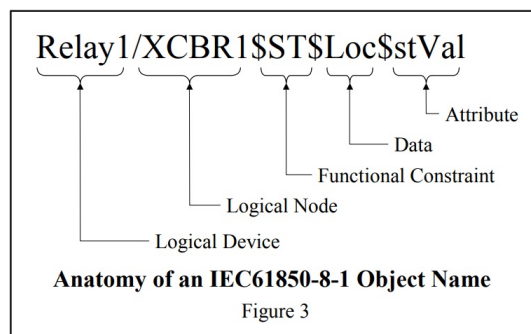 Relay1/XCBR1$ST$Loc$stVal
Attribute
Data
Functional Constraint
Logical Node
Logical Device
Anatomy of an IEC61850-8-1 Object Name
Figure 3